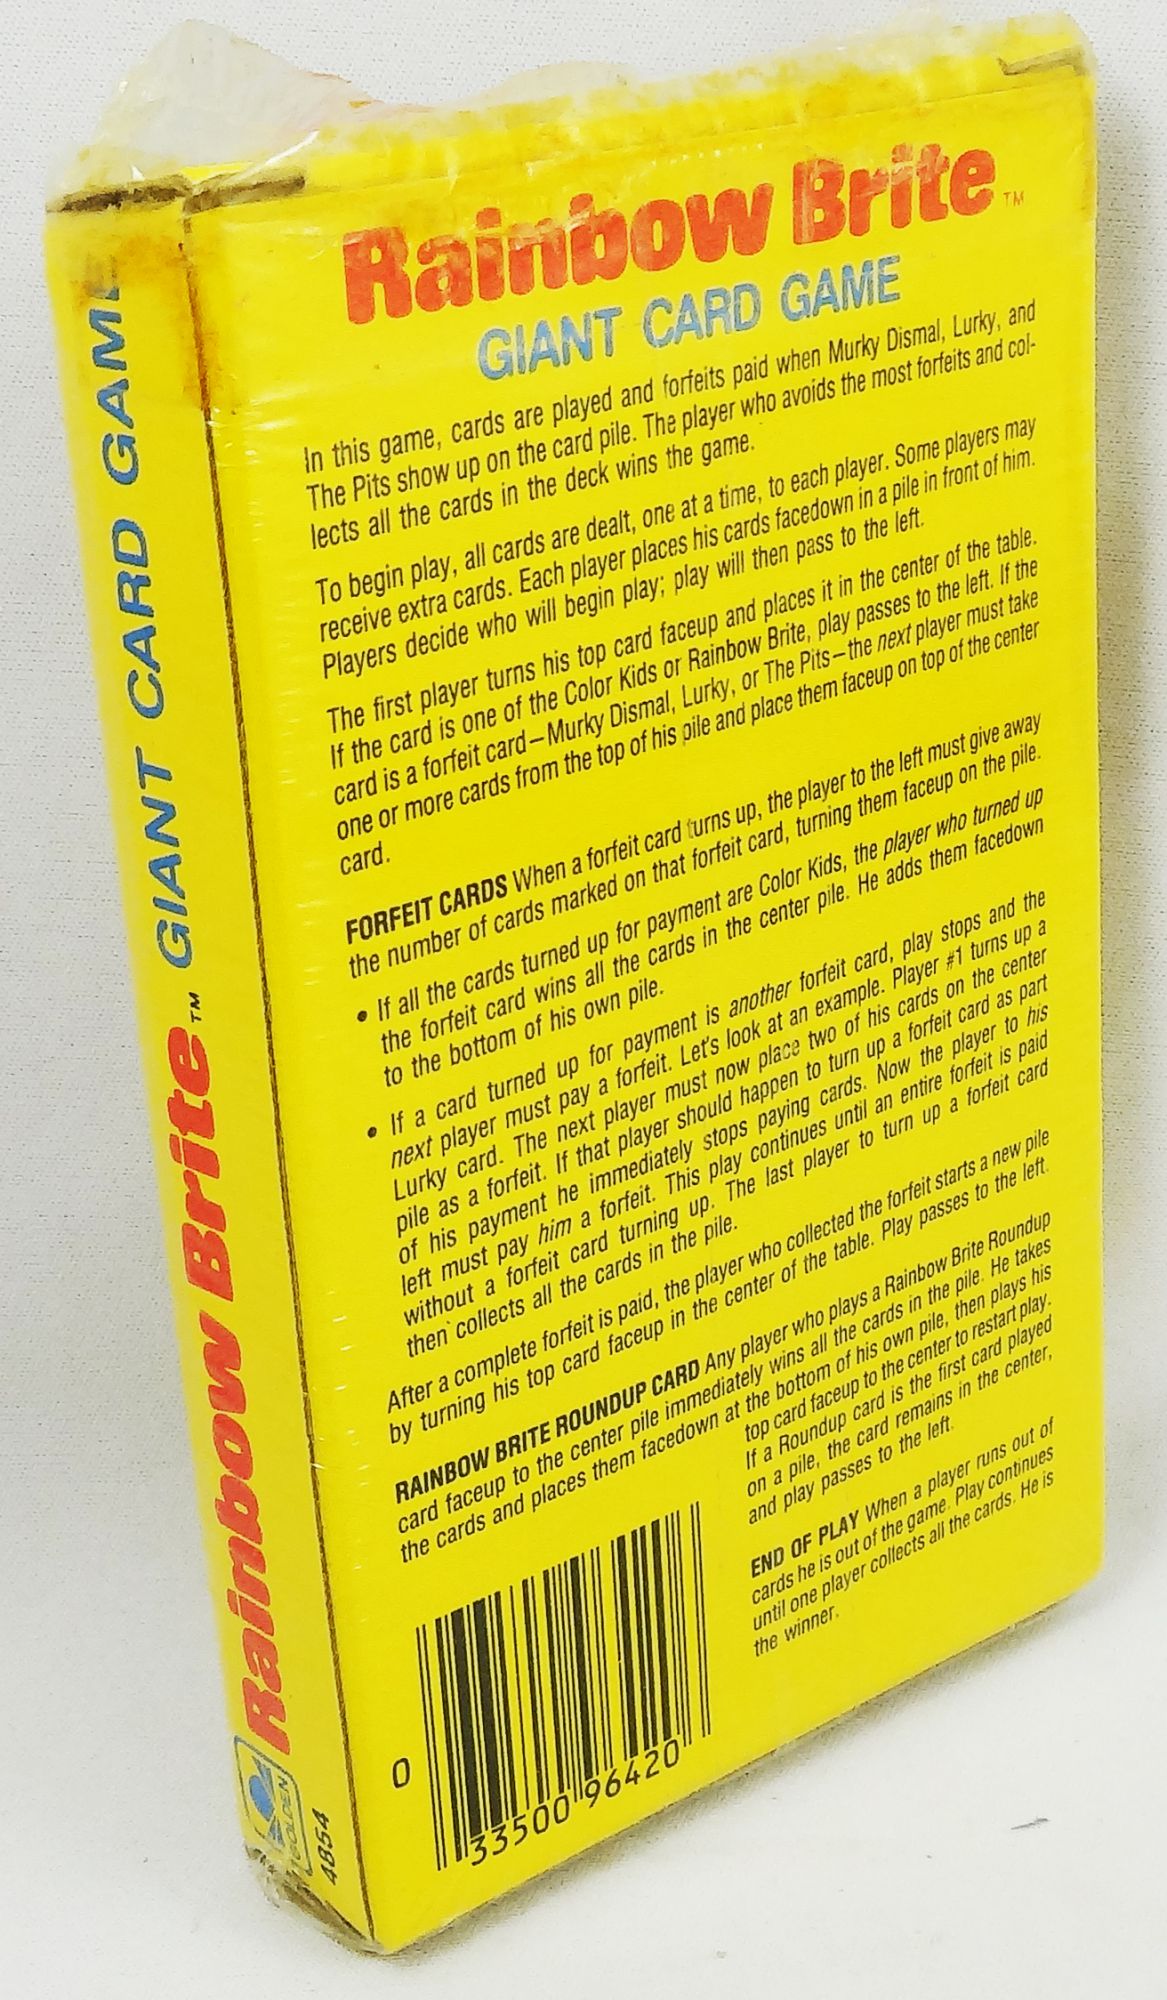 Rainbow Brite™
GIANT CARD GAME
In this game, cards are played and forfeits paid when Murky Dismal, Lurky, and
The Pits show up on the card pile. The player who avoids the most forfeits and col-
lects all the cards in the deck wins the game.
To begin play, all cards are dealt, one at a time, to each player. Some players may
receive extra cards. Each player places his cards facedown in a pile in front of him.
Players decide who will begin play; play will then pass to the left.
The first player turns his top card faceup and places it in the center of the table.
If the card is one of the Color Kids or Rainbow Brite, play passes to the left. If the
card is a forfeit card—Murky Dismal, Lurky, or The Pits—the next player must take
one or more cards from the top of his pile and place them faceup on top of the center
card.
FORFEIT CARDS When a forfeit card turns up, the player to the left must give away
the number of cards marked on that forfeit card, turning them faceup on the pile.
• If all the cards turned up for payment are Color Kids, the player who turned up
the forfeit card wins all the cards in the center pile. He adds them facedown
to the bottom of his own pile.
• If a card turned up for payment is another forfeit card, play stops and the
next player must pay a forfeit. Let's look at an example. Player #1 turns up a
Lurky card. The next player must now place two of his cards on the center
pile as a forfeit. If that player should happen to turn up a forfeit card as part
of his payment he immediately stops paying cards. Now the player to his
left must pay him a forfeit. This play continues until an entire forfeit is paid
without a forfeit card turning up. The last player to turn up a forfeit card
then collects all the cards in the pile.
After a complete forfeit is paid, the player who collected the forfeit starts a new pile
by turning his top card faceup in the center of the table. Play passes to the left.
RAINBOW BRITE ROUNDUP CARD Any player who plays a Rainbow Brite Roundup
card faceup to the center pile immediately wins all the cards in the pile. He takes
the cards and places them facedown at the bottom of his own pile, then plays his
top card faceup to the center to restart play.
If a Roundup card is the first card played
on a pile, the card remains in the center,
and play passes to the left.
END OF PLAY When a player runs out of
cards he is out of the game. Play continues
until one player collects all the cards. He is
the winner.
0 33500 96420
Rainbow Brite™ GIANT CARD GAME
GOLDEN
4854